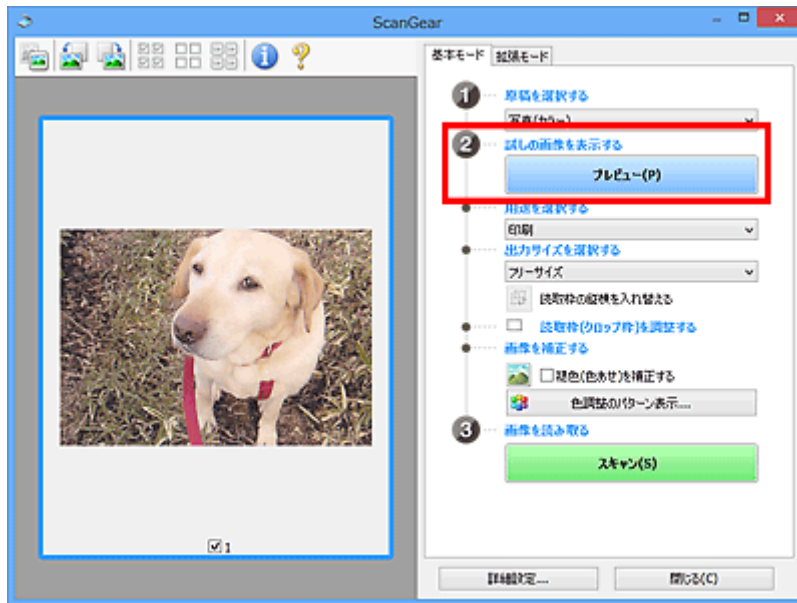 ScanGear
基本モード 拡張モード
1 原稿を選択する
写真(カラー)
2 試しの画像を表示する
プレビュー(P)
用途を選択する
印刷
出力サイズを選択する
フリーサイズ
読取枠の縦横を入れ替える
読取枠(クロップ枠)を調整する
画像を補正する
褪色(色あせ)を補正する
色調整のパターン表示...
3 画像を読み取る
スキャン(S)
1
詳細設定... 閉じる(C)